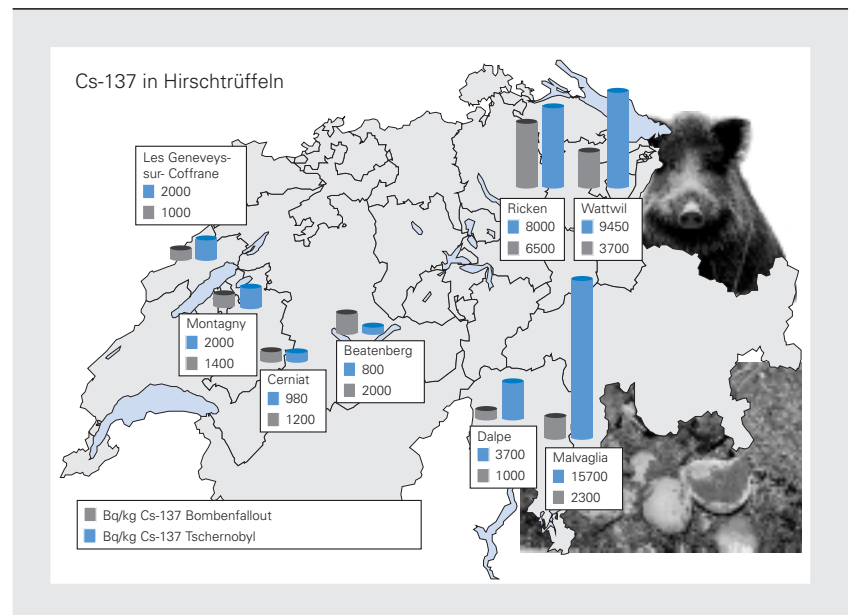 Cs-137 in Hirschtrüffeln
Les Geneveys-
sur- Coffrane
2000
1000
Ricken
8000
6500
Wattwil
9450
3700
Montagny
2000
1400
Cerniat
980
1200
Beatenberg
800
2000
Dalpe
3700
1000
Malvaglia
15700
2300
Bq/kg Cs-137 Bombenfallout
Bq/kg Cs-137 Tschernobyl